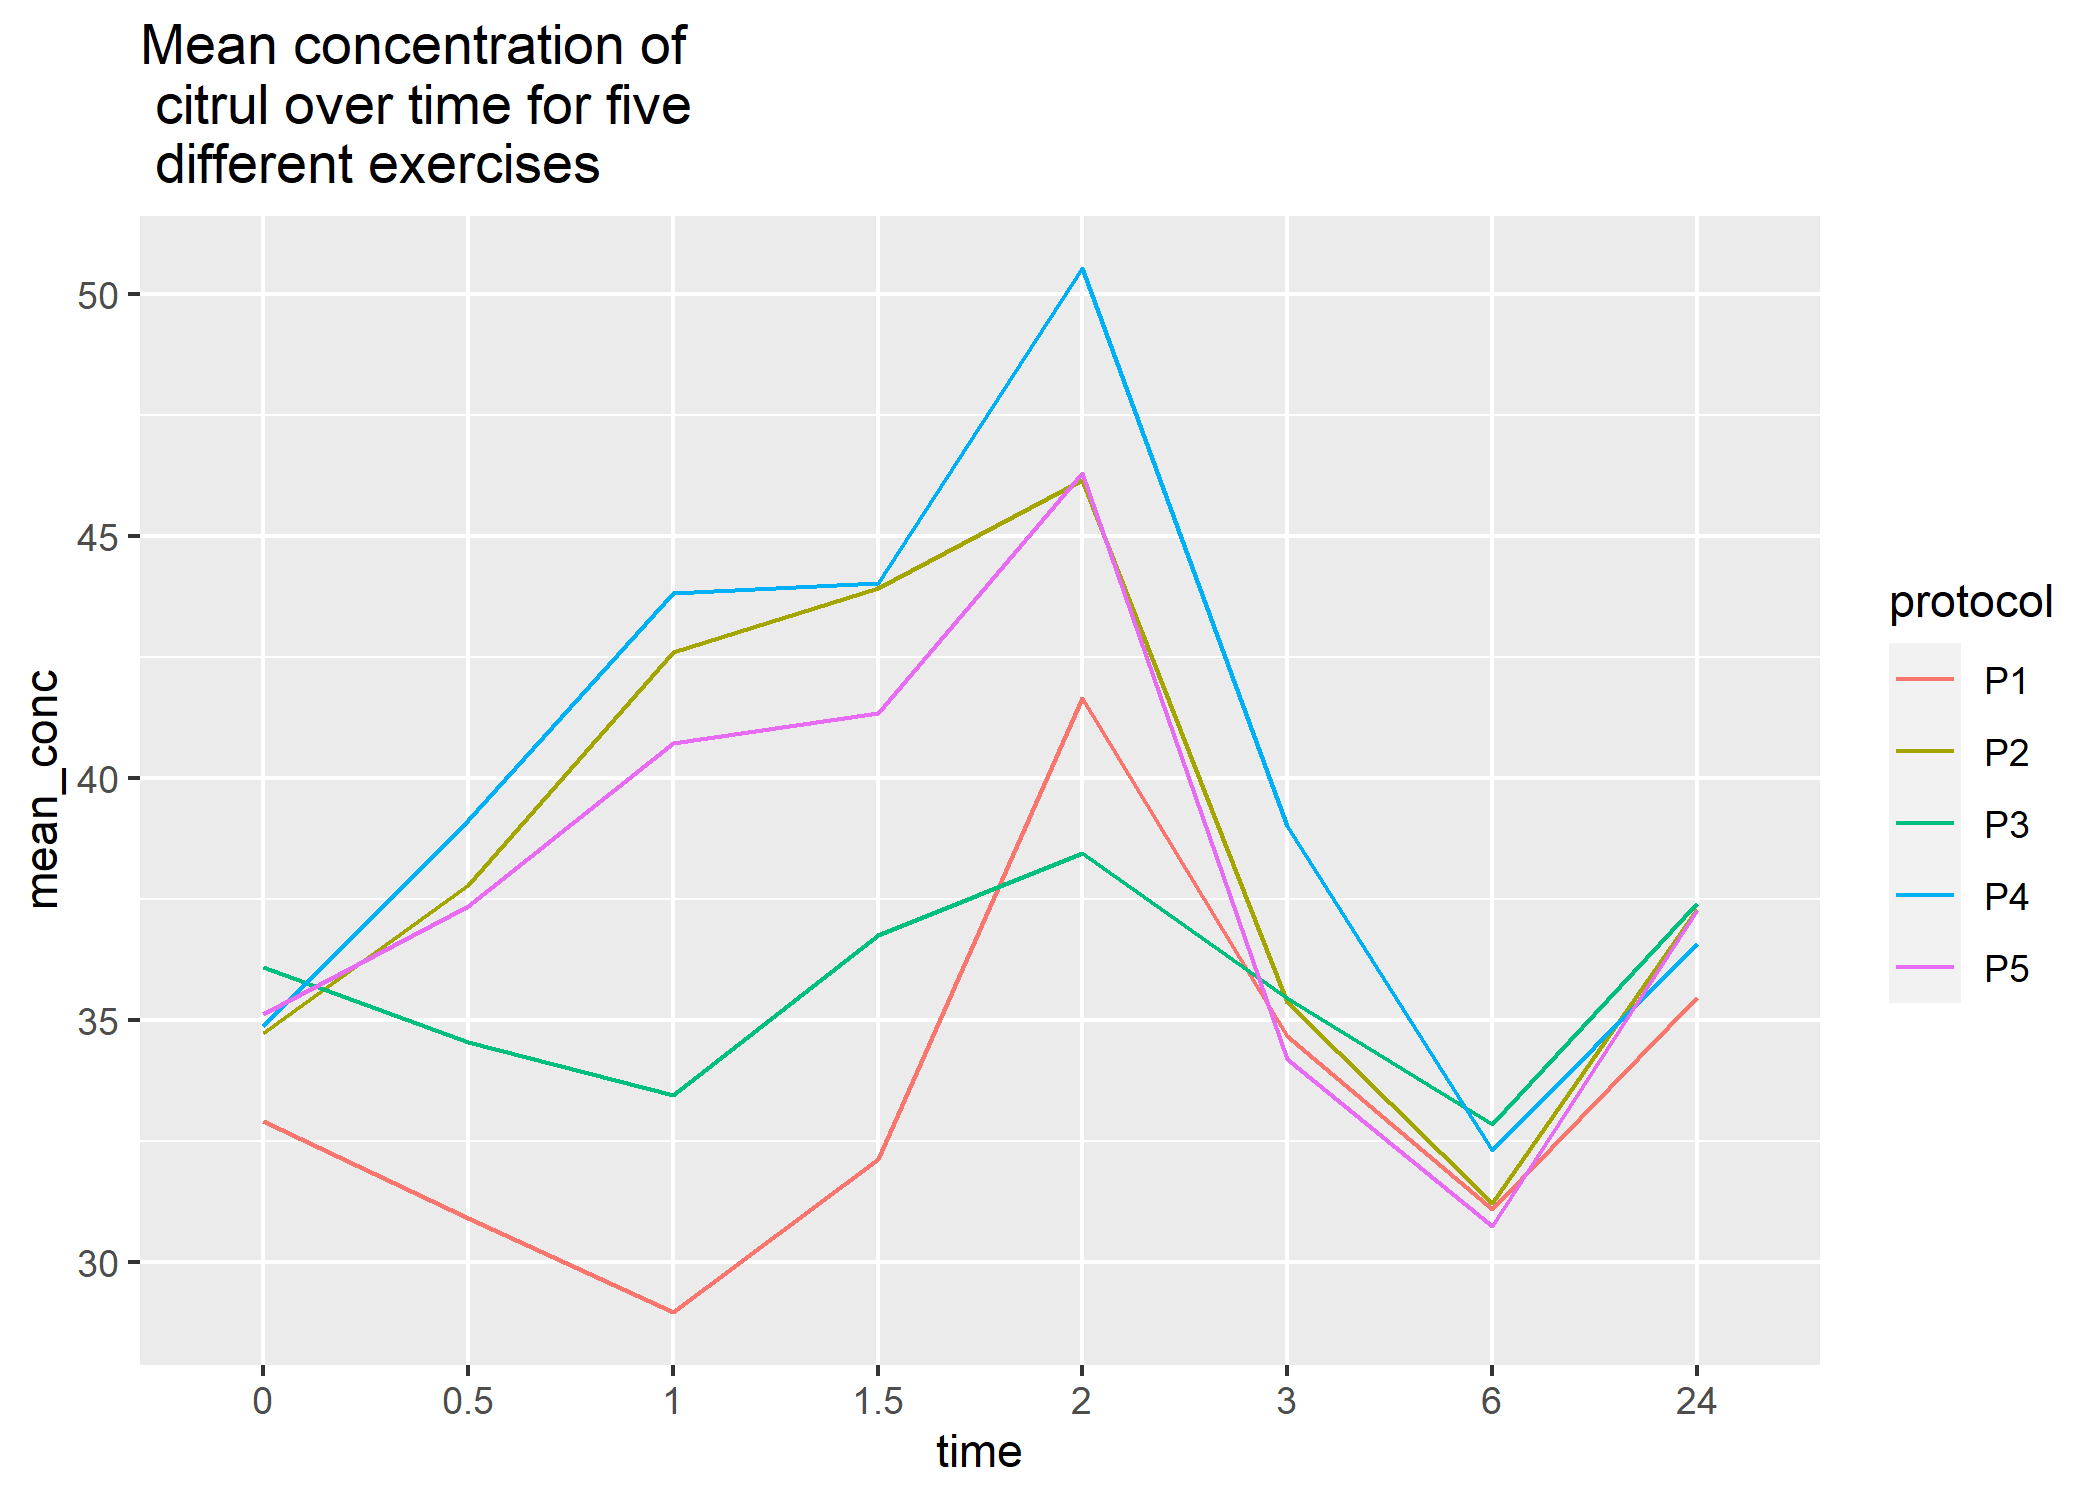 Mean concentration of
citrul over time for five
different exercises
50
45
40
35
30
mean_conc
0 0.5 1 1.5 2 3 6 24
time
protocol
P1
P2
P3
P4
P5